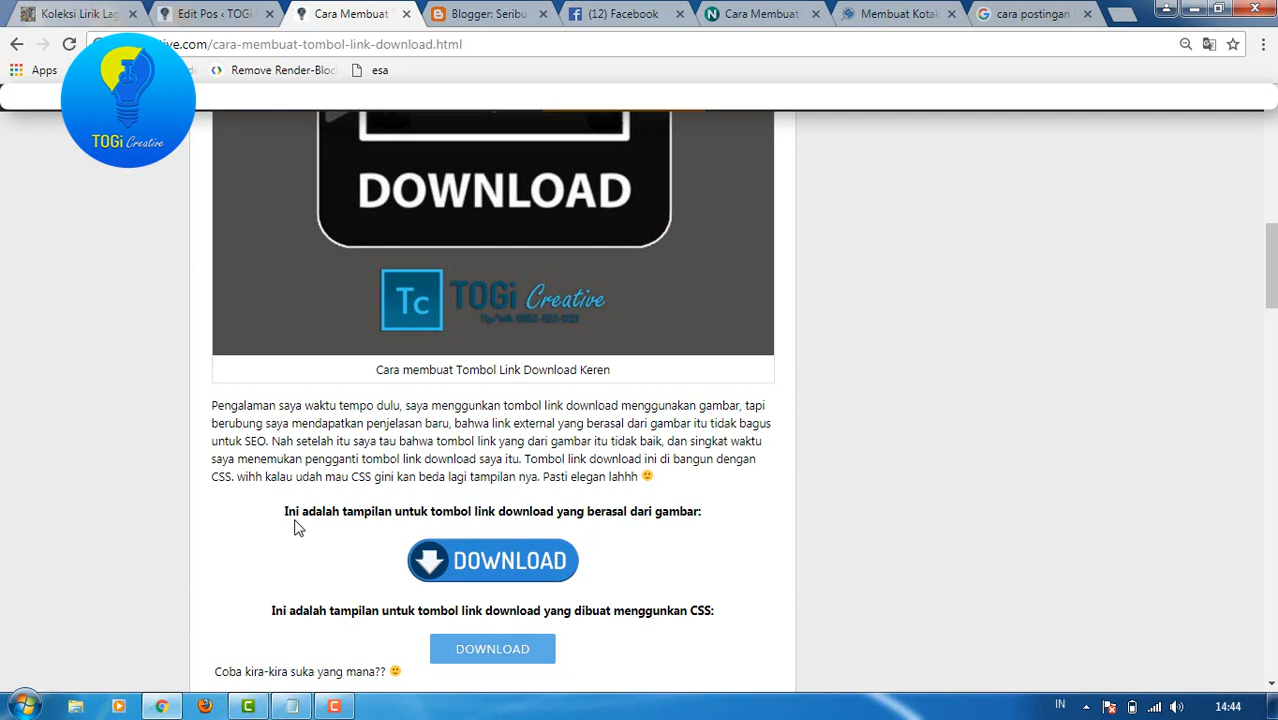 Koleksi Lirik Lag
Edit Pos ‹ TOGi
Cara Membuat T
Blogger: Seribu
(12) Facebook
Cara Membuat
Membuat Kotak
cara postingan
ive.com/cara-membuat-tombol-link-download.html
Apps
Remove Render-Bloc
esa
TOGi Creative
DOWNLOAD
Tc TOGi Creative
Cara membuat Tombol Link Download Keren
Pengalaman saya waktu tempo dulu, saya menggunkan tombol link download menggunakan gambar, tapi
berubung saya mendapatkan penjelasan baru, bahwa link external yang berasal dari gambar itu tidak bagus
untuk SEO. Nah setelah itu saya tau bahwa tombol link yang dari gambar itu tidak baik, dan singkat waktu
saya menemukan pengganti tombol link download saya itu. Tombol link download ini di bangun dengan
CSS. wihh kalau udah mau CSS gini kan beda lagi tampilan nya. Pasti elegan lahhh
Ini adalah tampilan untuk tombol link download yang berasal dari gambar:
DOWNLOAD
Ini adalah tampilan untuk tombol link download yang dibuat menggunkan CSS:
DOWNLOAD
Coba kira-kira suka yang mana??
IN
14:44